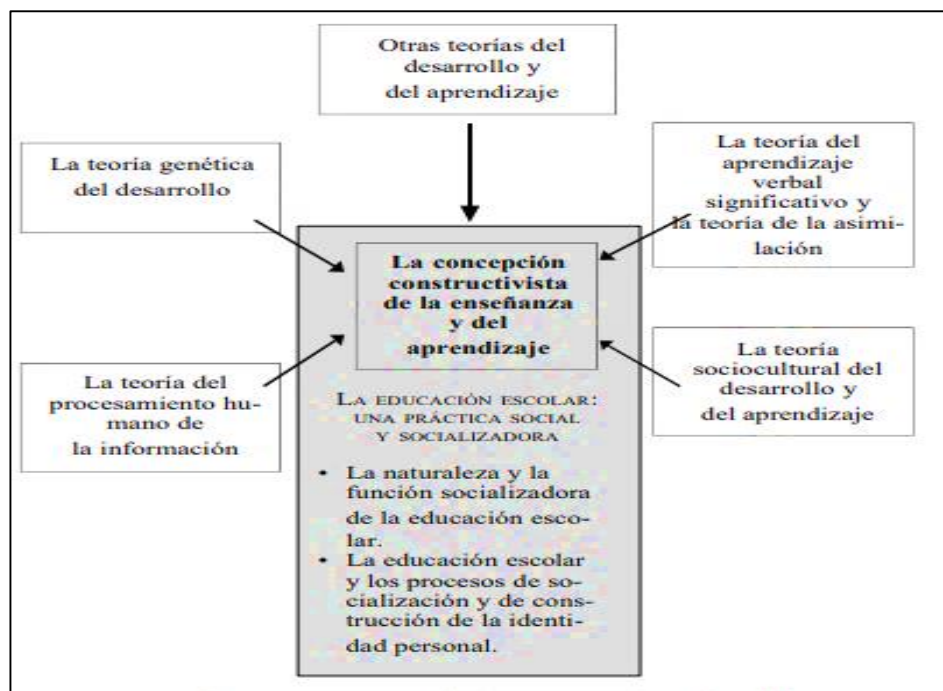 Otras teorías del
desarrollo y
del aprendizaje
La teoría genética
del desarrollo
La teoría del
aprendizaje
verbal
significativo y
la teoría de la asimi-
lación
La concepción
constructivista
de la enseñanza
y del
aprendizaje
La teoría del
procesamiento hu-
mano de
la información
La teoría
sociocultural del
desarrollo y
del aprendizaje
LA EDUCACIÓN ESCOLAR:
UNA PRÁCTICA SOCIAL
Y SOCIALIZADORA
• La naturaleza y la
función socializadora
de la educación esco-
lar.
• La educación escolar
y los procesos de so-
cialización y de cons-
trucción de la identi-
dad personal.